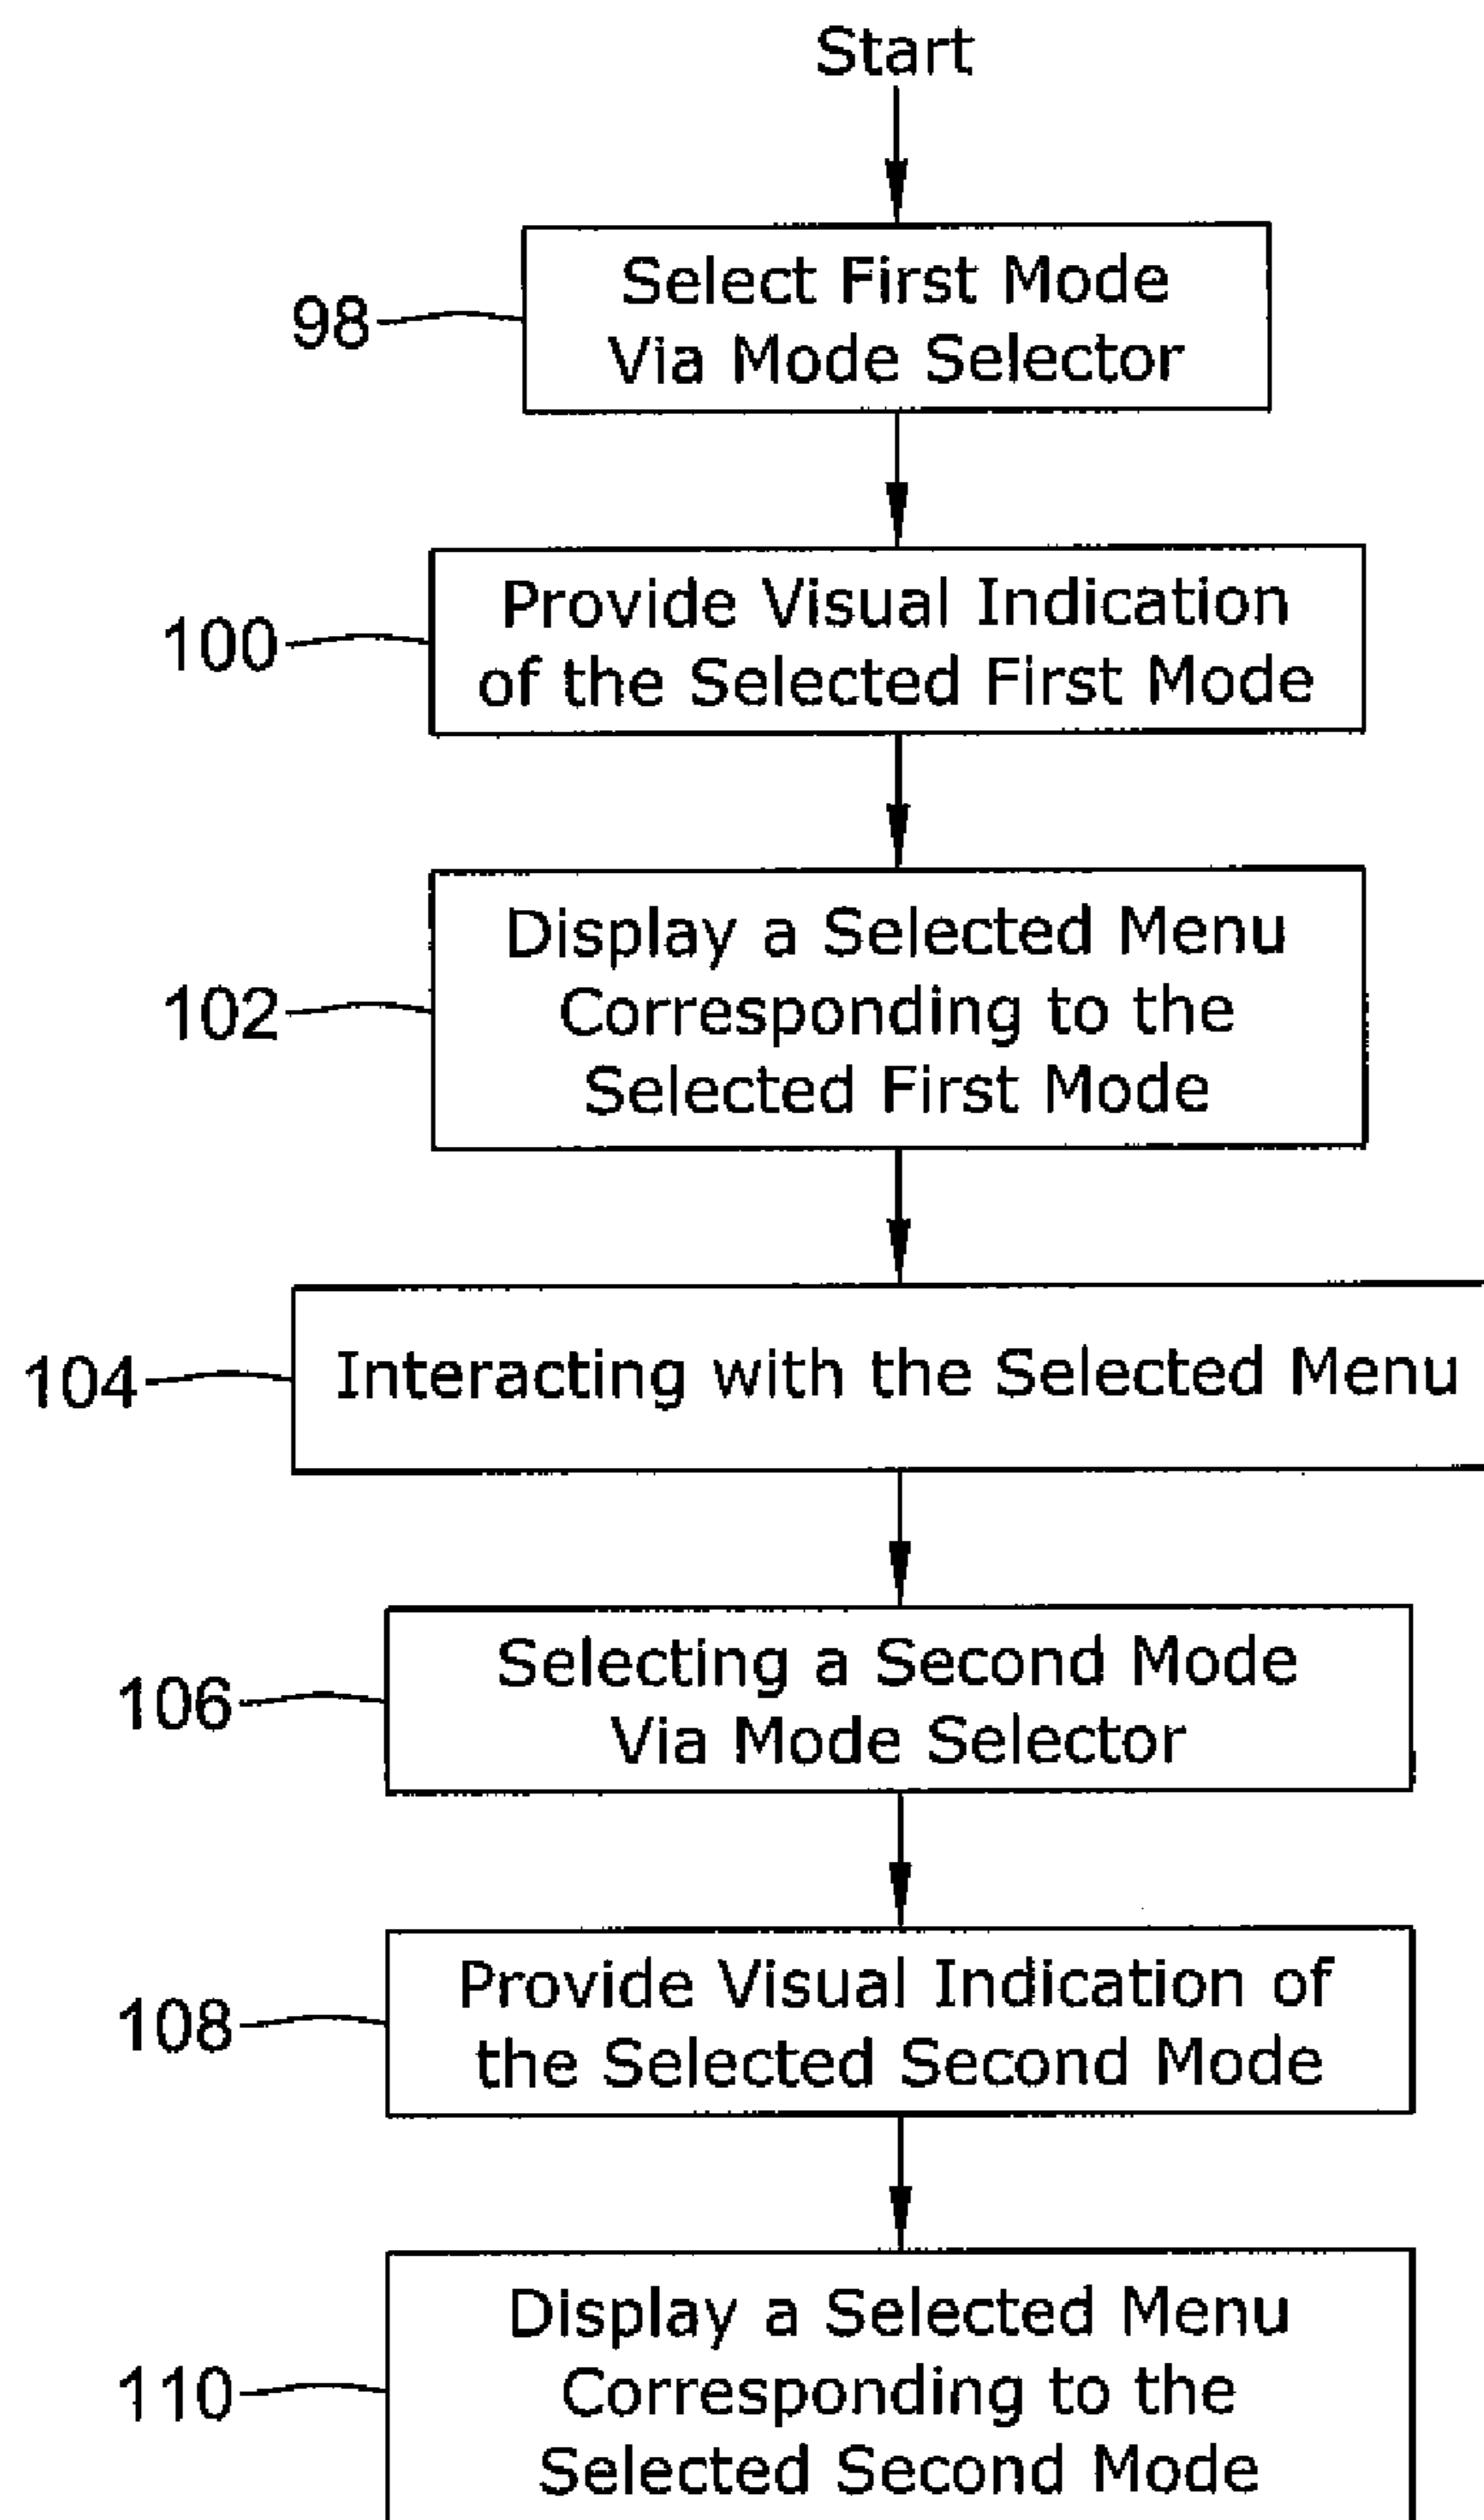 Start
98
Select First Mode
Via Mode Selector
100
Provide Visual Indication
of the Selected First Mode
102
Display a Selected Menu
Corresponding to the
Selected First Mode
104
Interacting with the Selected Menu
106
Selecting a Second Mode
Via Mode Selector
108
Provide Visual Indication of
the Selected Second Mode
110
Display a Selected Menu
Corresponding to the
Selected Second Mode